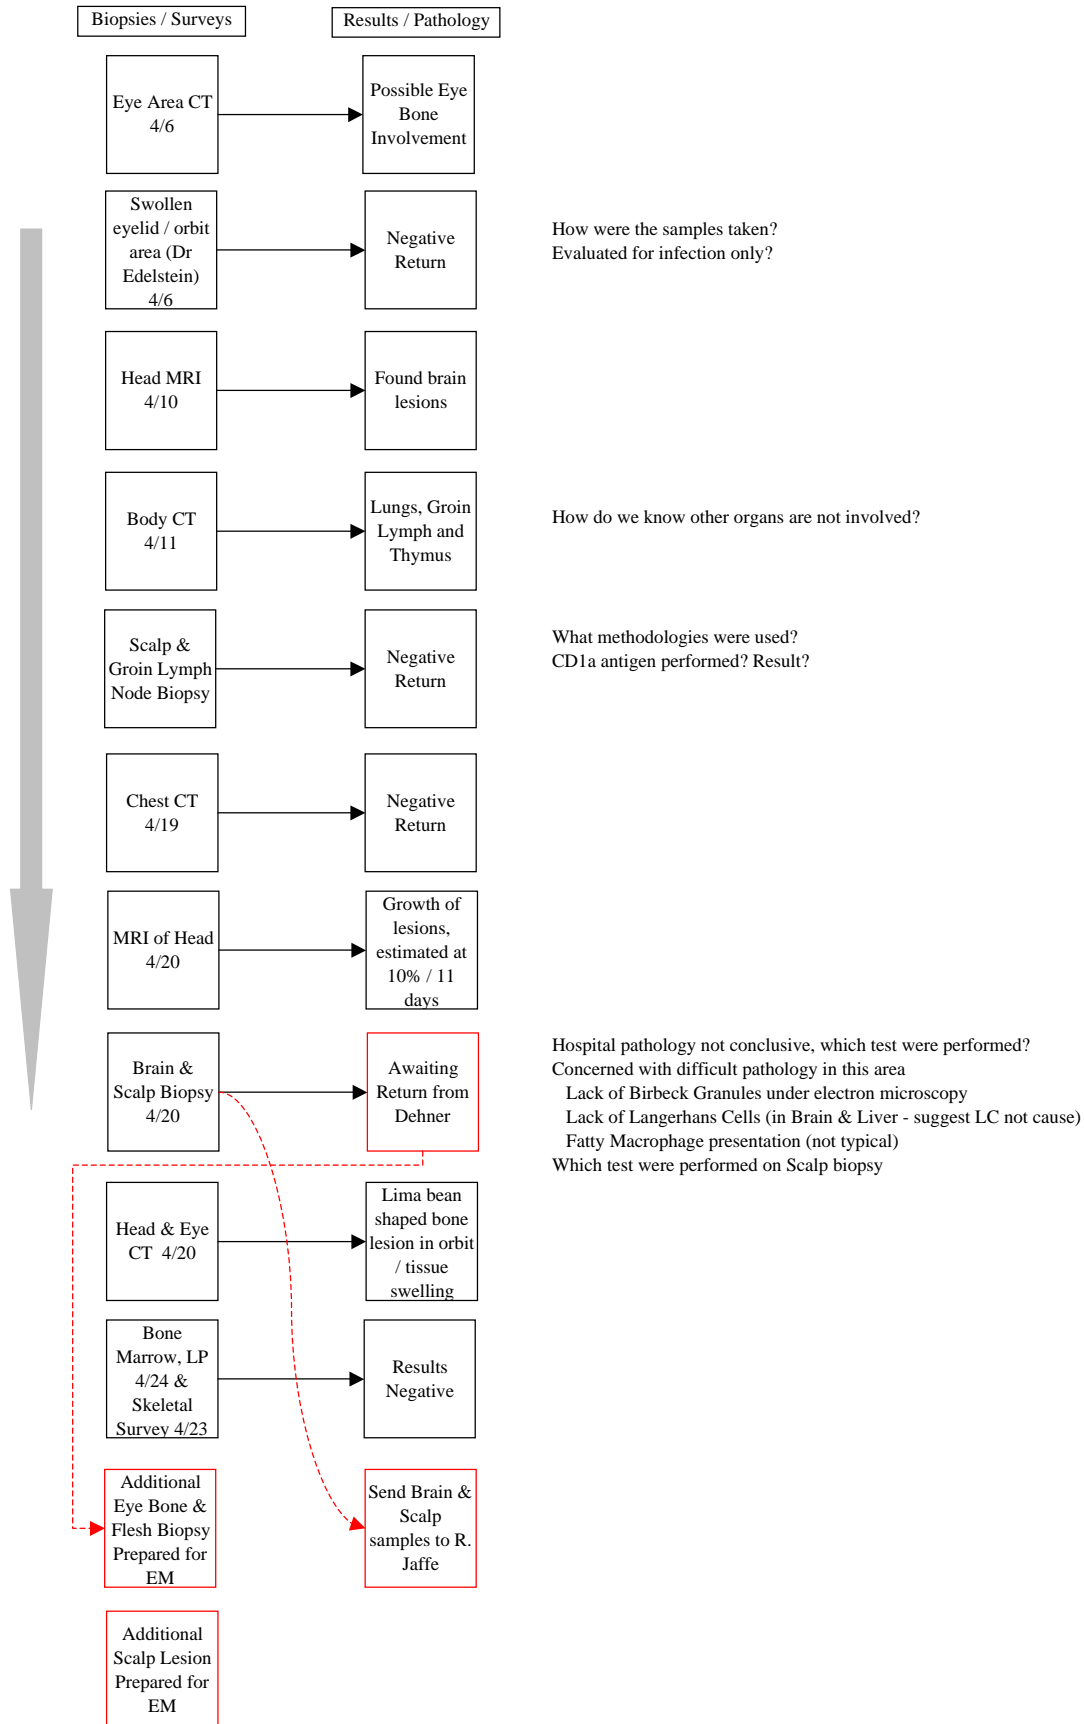 Biopsies / Surveys
Results / Pathology
Eye Area CT
4/6
Possible Eye
Bone
Involvement
Swollen
eyelid / orbit
area (Dr
Edelstein)
4/6
Negative
Return
How were the samples taken?
Evaluated for infection only?
Head MRI
4/10
Found brain
lesions
Body CT
4/11
Lungs, Groin
Lymph and
Thymus
How do we know other organs are not involved?
Scalp &
Groin Lymph
Node Biopsy
Negative
Return
What methodologies were used?
CD1a antigen performed? Result?
Chest CT
4/19
Negative
Return
MRI of Head
4/20
Growth of
lesions,
estimated at
10% / 11
days
Brain &
Scalp Biopsy
4/20
Awaiting
Return from
Dehner
Hospital pathology not conclusive, which test were performed?
Concerned with difficult pathology in this area
Lack of Birbeck Granules under electron microscopy
Lack of Langerhans Cells (in Brain & Liver - suggest LC not cause)
Fatty Macrophage presentation (not typical)
Which test were performed on Scalp biopsy
Head & Eye
CT 4/20
Lima bean
shaped bone
lesion in orbit
/ tissue
swelling
Bone
Marrow, LP
4/24 &
Skeletal
Survey 4/23
Results
Negative
Additional
Eye Bone &
Flesh Biopsy
Prepared for
EM
Send Brain &
Scalp
samples to R.
Jaffe
Additional
Scalp Lesion
Prepared for
EM